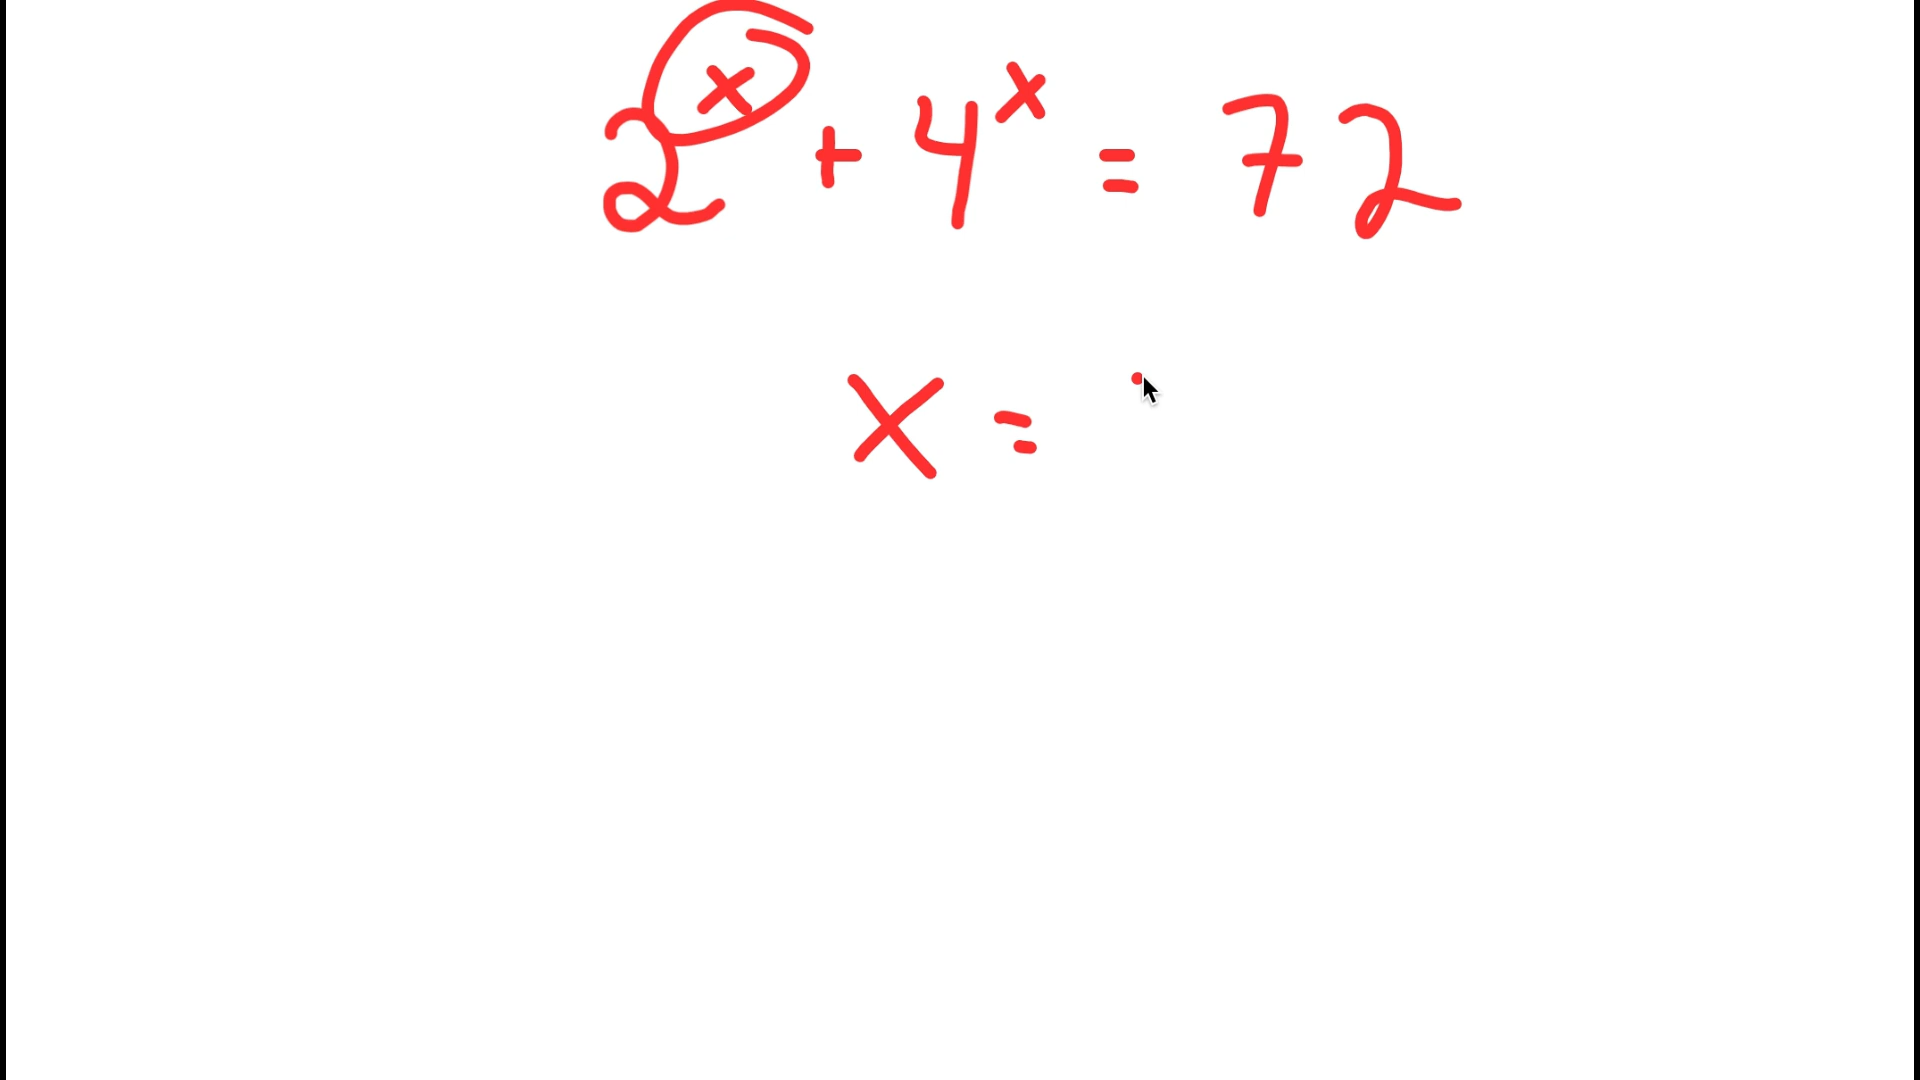 2^x + 4^x = 72
x =